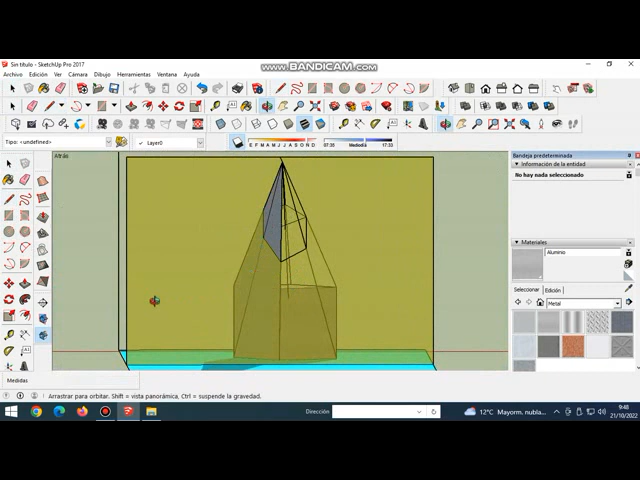 Sin título - SketchUp Pro 2017
www.BANDICAM.com
Archivo Edición Ver Cámara Dibujo Herramientas Ventana Ayuda
Tipo: <undefined>
Layer0
E F M A M J J A S O N D
07:35 Mediodía 17:33
Atrás
Bandeja predeterminada
Información de la entidad
No hay nada seleccionado
Materiales
Aluminio
Seleccionar Edición
Metal
Medidas
Arrastrar para orbitar. Shift = vista panorámica, Ctrl = suspende la gravedad.
Dirección
12°C Mayorm. nubla...
9:48
21/10/2022